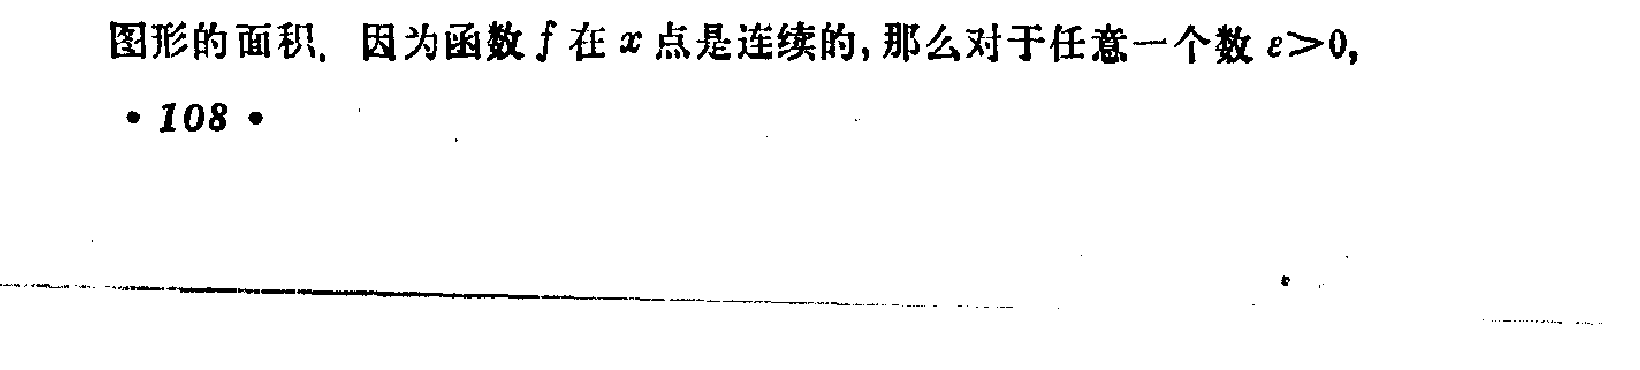 图形的面积. 因为函数 f 在 x 点是连续的, 那么对于任意一个数 ε>0,
• 108 •